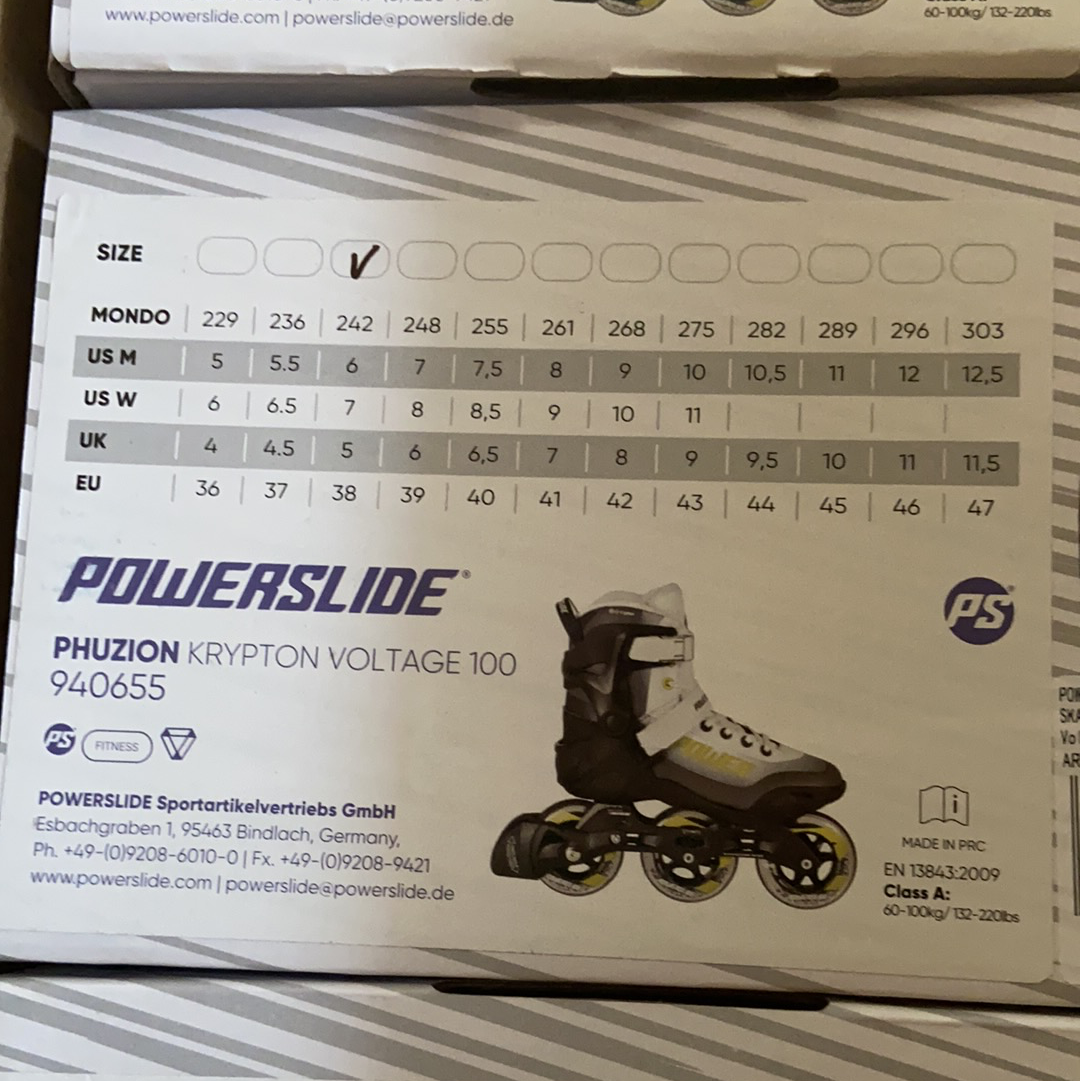 www.powerslide.com | powerslide@powerslide.de
60-100kg/ 132-220lbs
SIZE
MONDO | 229 | 236 | 242 | 248 | 255 | 261 | 268 | 275 | 282 | 289 | 296 | 303
US M | 5 | 5.5 | 6 | 7 | 7,5 | 8 | 9 | 10 | 10,5 | 11 | 12 | 12,5
US W | 6 | 6.5 | 7 | 8 | 8,5 | 9 | 10 | 11 | | | |
UK | 4 | 4.5 | 5 | 6 | 6,5 | 7 | 8 | 9 | 9,5 | 10 | 11 | 11,5
EU | 36 | 37 | 38 | 39 | 40 | 41 | 42 | 43 | 44 | 45 | 46 | 47
POWERSLIDE®
PS®
PHUZION KRYPTON VOLTAGE 100
940655
PS FITNESS
POWERSLIDE Sportartikelvertriebs GmbH
Esbachgraben 1, 95463 Bindlach, Germany,
Ph. +49-(0)9208-6010-0 | Fx. +49-(0)9208-9421
www.powerslide.com | powerslide@powerslide.de
POWER
MADE IN PRC
EN 13843:2009
Class A:
60-100kg/ 132-220lbs